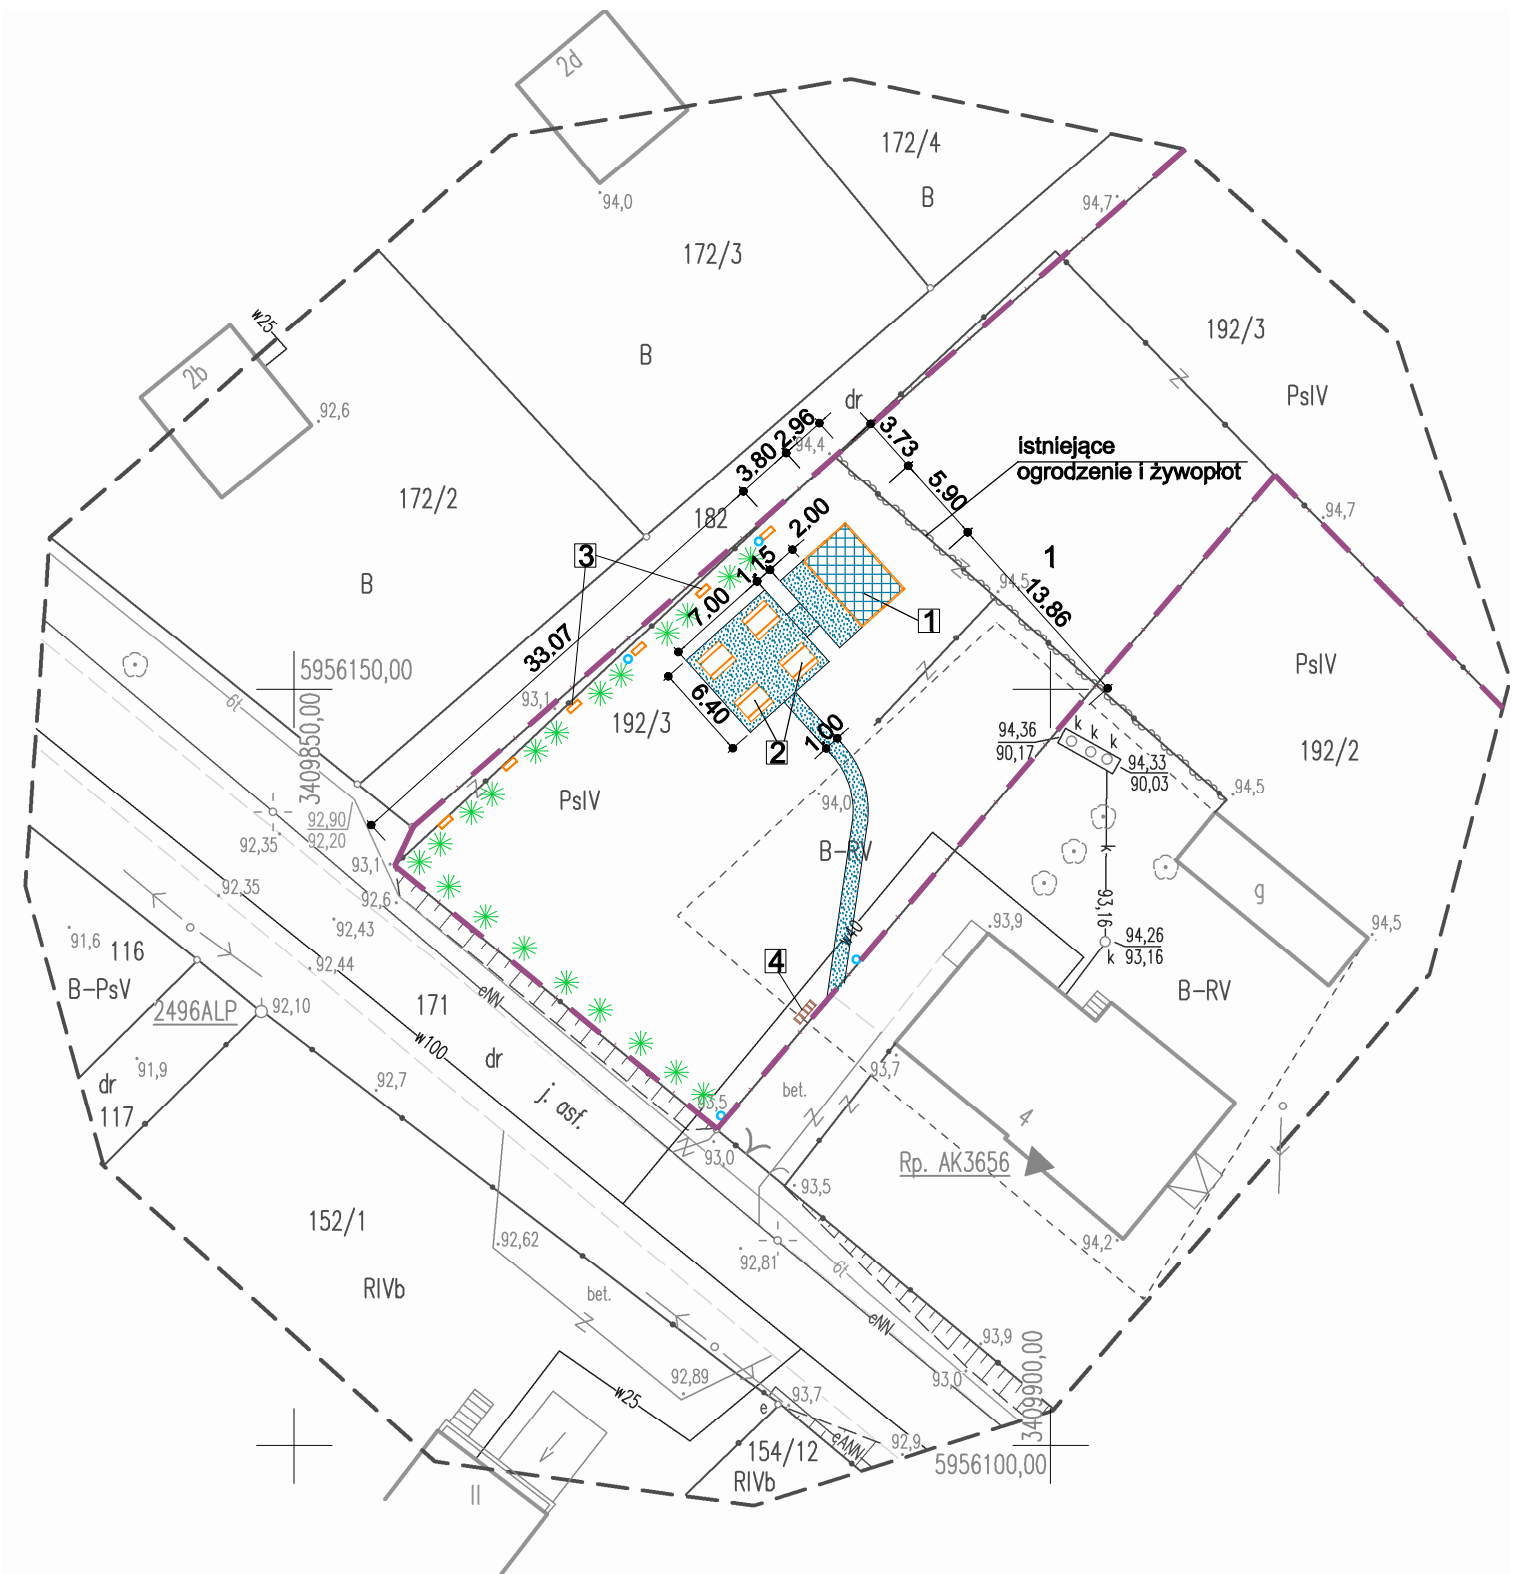 2d
172/4
B
94,0
94,7
172/3
w25
192/3
2b
B
PsIV
92,6
dr
2.96
3.73
istniejące
94,4
3.80
ogrodzenie i żywopłot
5.90
172/2
182
2.00
94,7
3
1
1.15
94,5
B
7.00
13.86
1
33.07
5956150,00
PsIV
6t
93,1
6.40
192/3
1.00
94,36
k
k
k
3409850,00
2
90,17
94,33
192/2
90,03
PsIV
94,0
94,5
92,90
92,20
92,35
B-RV
k
93,1
92,6
92,35
g
93,16
92,43
93,9
94,5
91,6
116
w40
94,26
93,16
k
92,44
4
B-PsV
eNN
171
B-RV
2496ALP
92,10
w100
dr
91,9
93,7
dr
92,7
bet.
117
j. asf.
93,5
4
93,0
Rp. AK3656
93,5
152/1
92,62
92,81
94,2
6t
RIVb
bet.
eNN
93,9
92,89
93,0
w25
93,7
3409900,00
e
eANN
92,9
154/12
5956100,00
RIVb
II